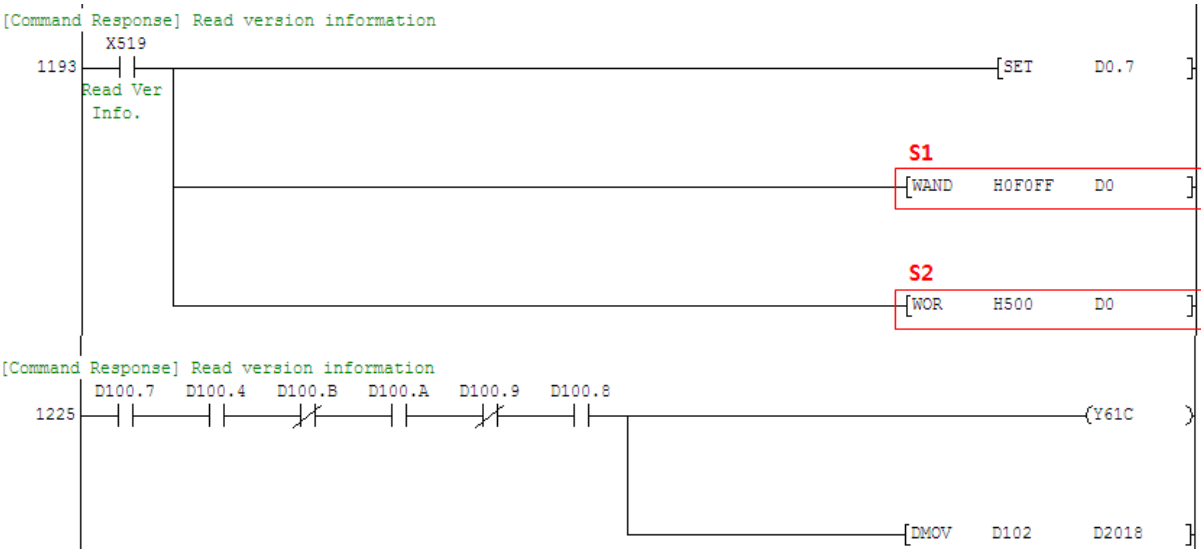 [Command Response] Read version information
X519
1193 [SET D0.7 ]
Read Ver
Info.
S1
[WAND H0F0FF D0 ]
S2
[WOR H500 D0 ]
[Command Response] Read version information
D100.7 D100.4 D100.B D100.A D100.9 D100.8
1225 (Y61C )
[DMOV D102 D2018 ]